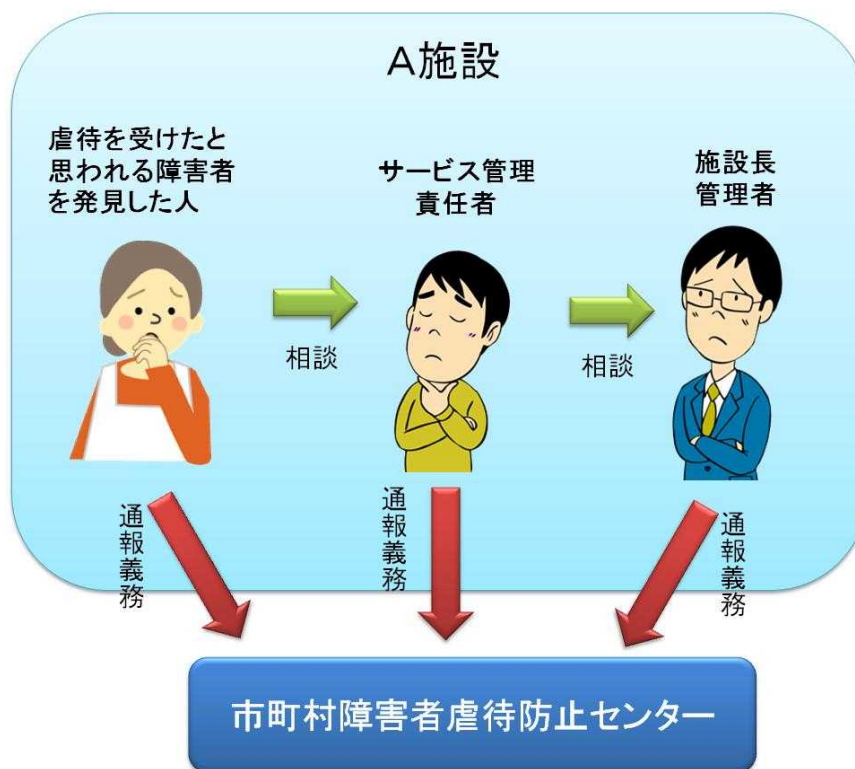 A施設
虐待を受けたと
思われる障害者
を発見した人
サービス管理
責任者
施設長
管理者
相談
相談
通報義務
通報義務
通報義務
市町村障害者虐待防止センター